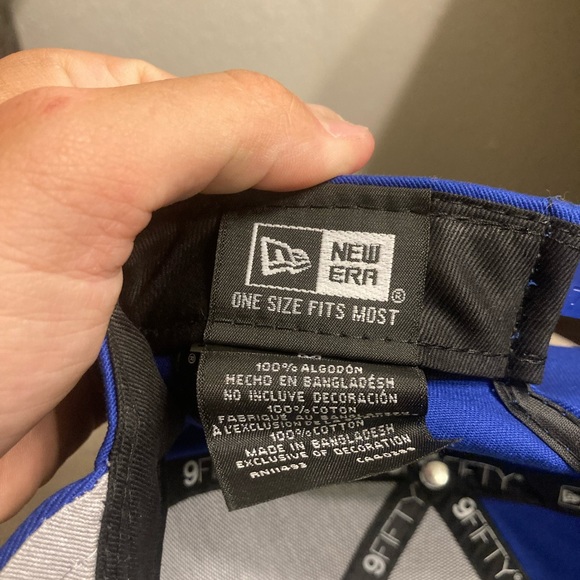 NEW
ERA
®
ONE SIZE FITS MOST
100% ALGODÓN
HECHO EN BANGLADÉSH
NO INCLUYE DECORACIÓN
100% COTON
FABRIQUÉ AU BANGLADESH
À L'EXCLUSION DE
100% COTTON
MADE IN BANGLADESH
EXCLUSIVE OF DECORATION
RN11493
9FIFTY
9FIFTY
9FIFTY